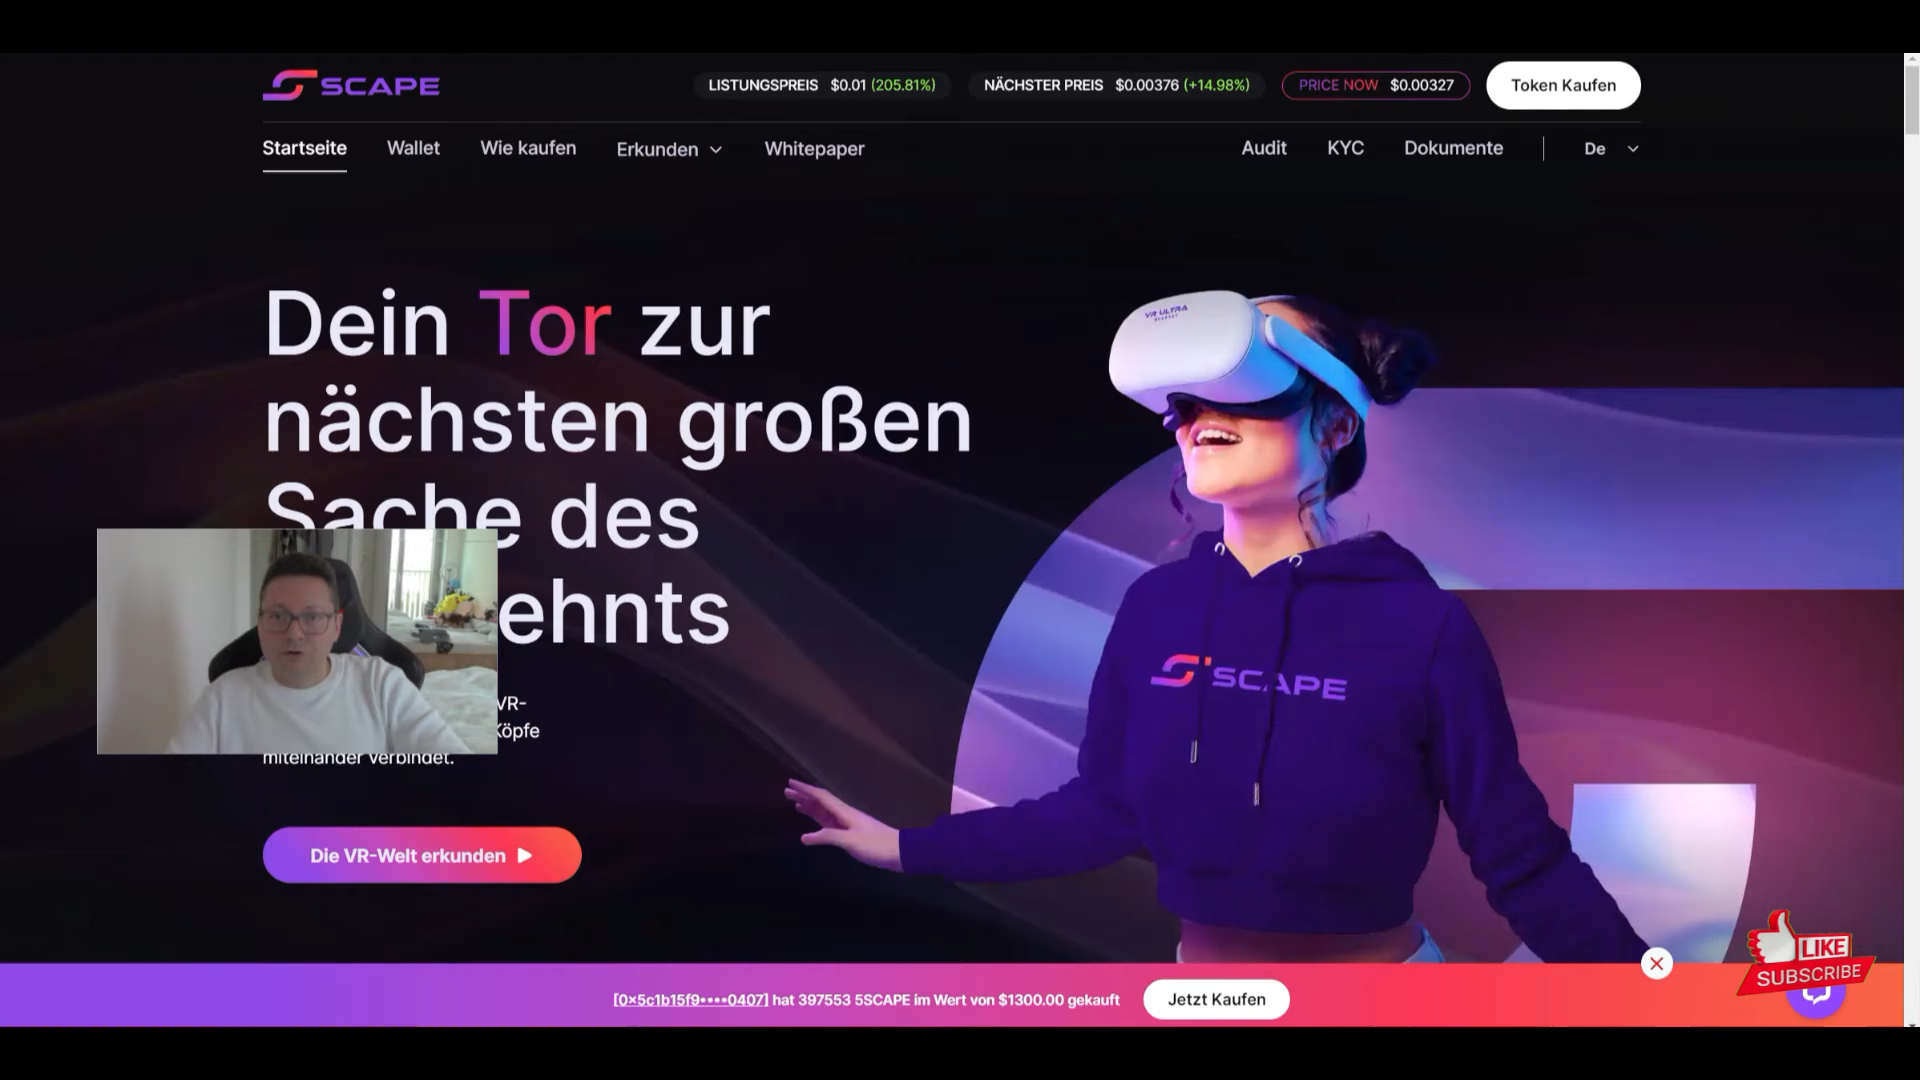 SCAPE
LISTUNGSPREIS $0.01 (205.81%)
NÄCHSTER PREIS $0.00376 (+14.98%)
PRICE NOW $0.00327
Token Kaufen
Startseite
Wallet
Wie kaufen
Erkunden
Whitepaper
Audit
KYC
Dokumente
De
Dein Tor zur
nächsten großen
Sache des
ehnts
VR-
Köpfe
miteinander verbindet.
Die VR-Welt erkunden
VR ULTRA
SCAPE
[0×5c1b15f9••••0407] hat 397553 5SCAPE im Wert von $1300.00 gekauft
Jetzt Kaufen
LIKE
SUBSCRIBE